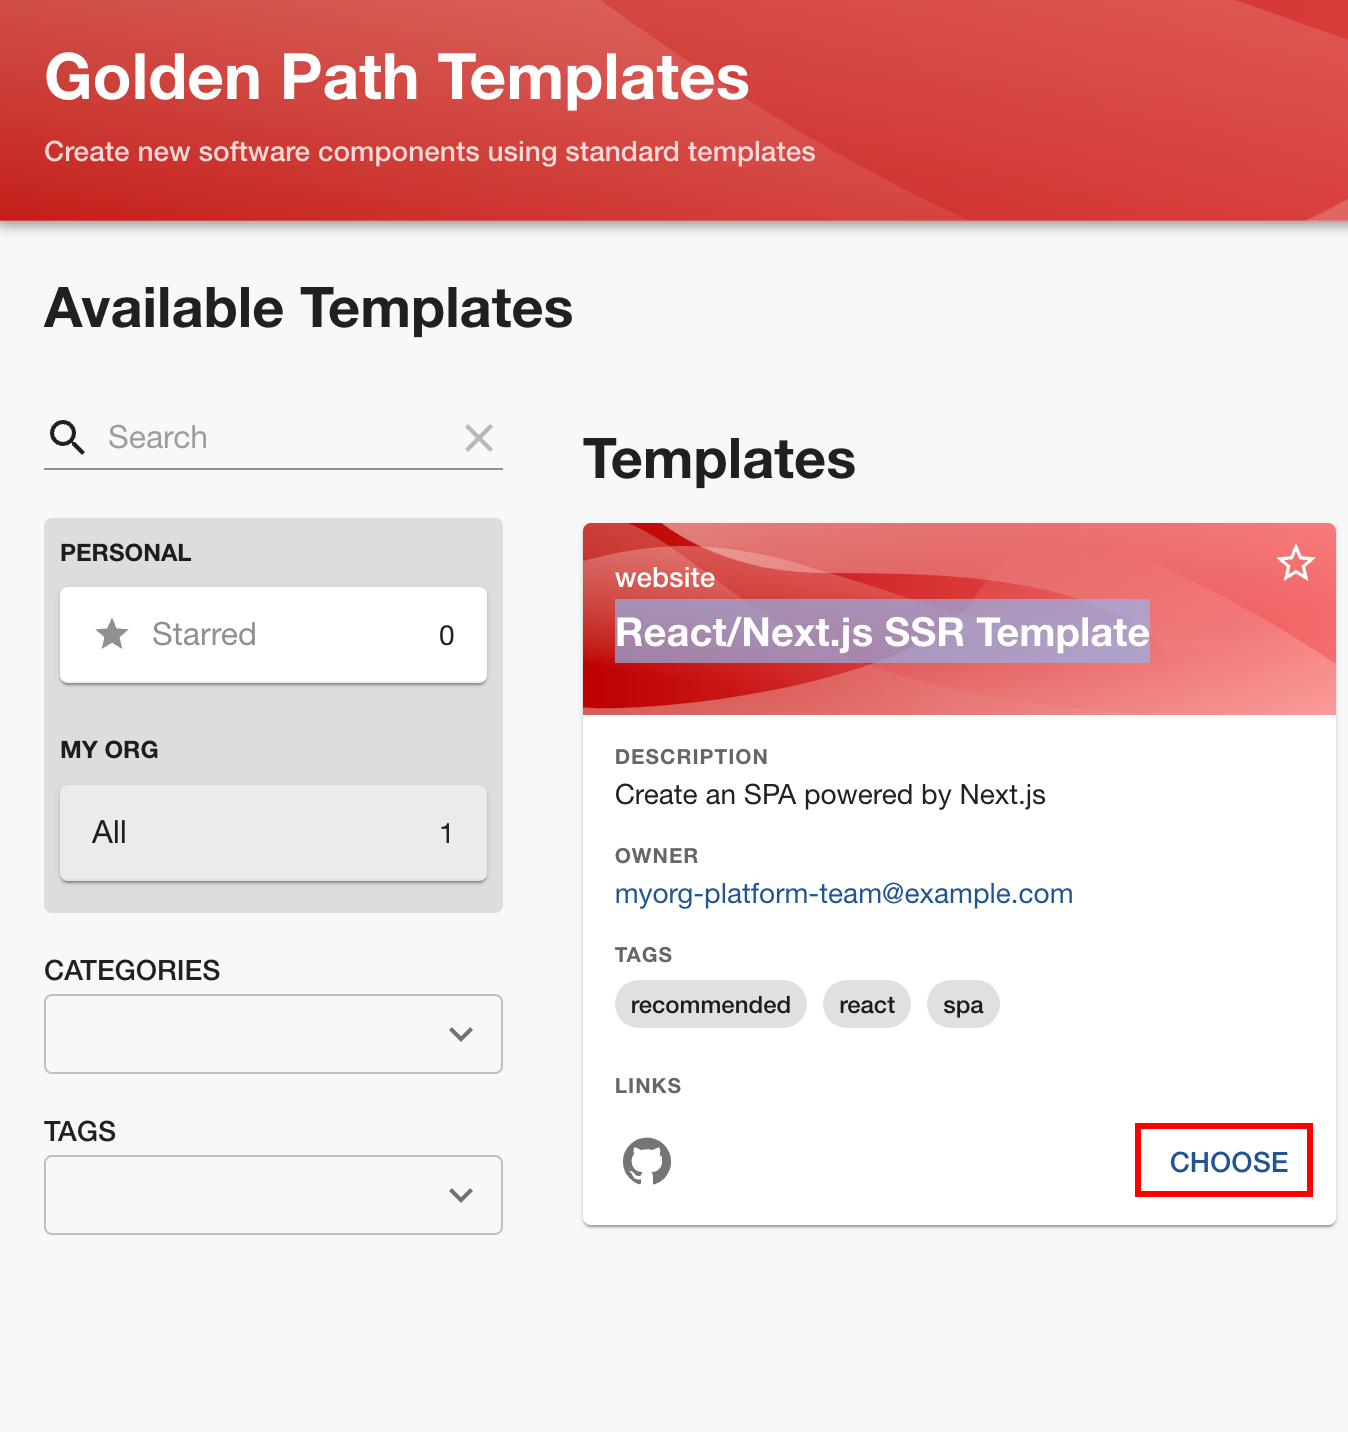 Golden Path Templates
Create new software components using standard templates
Available Templates
Search
PERSONAL
Starred 0
MY ORG
All 1
CATEGORIES
TAGS
Templates
website
React/Next.js SSR Template
DESCRIPTION
Create an SPA powered by Next.js
OWNER
myorg-platform-team@example.com
TAGS
recommended react spa
LINKS
CHOOSE